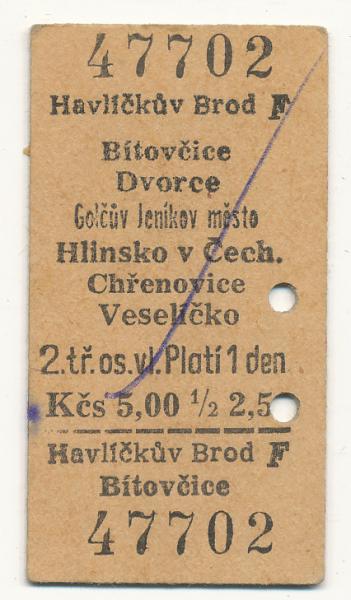 47702
Havlíčkův Brod F
Bítovčice
Dvorce
Golčův Jeníkov město
Hlinsko v Čech.
Chřenovice
Veselíčko
2.tř.os.vl.Platí 1 den
Kčs 5,00 ½ 2,5
Havlíčkův Brod F
Bítovčice
47702